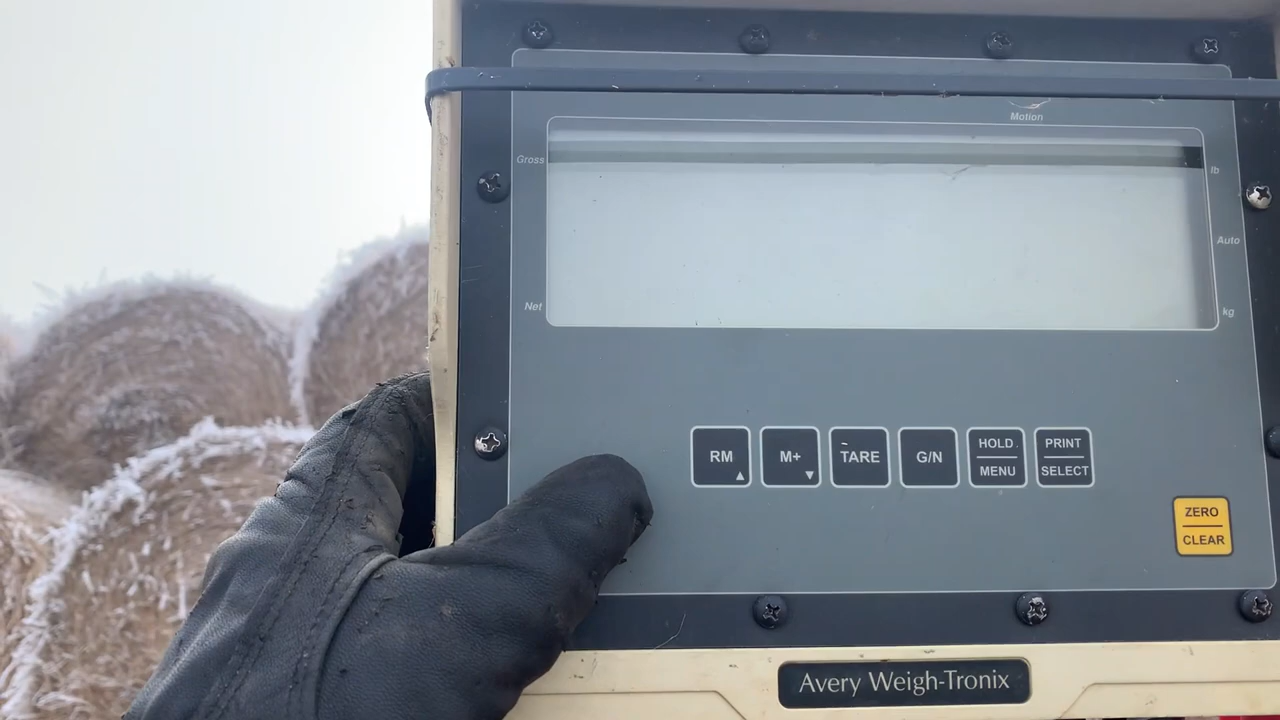 Motion
Gross
lb
Auto
Net
kg
RM
M+
TARE
G/N
HOLD
MENU
PRINT
SELECT
ZERO
CLEAR
Avery Weigh-Tronix